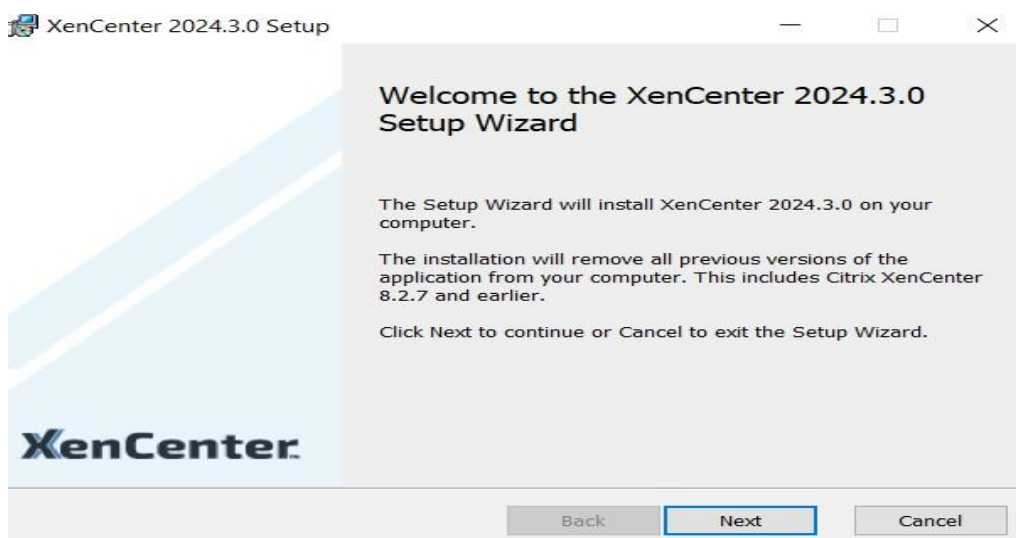 XenCenter 2024.3.0 Setup
Welcome to the XenCenter 2024.3.0
Setup Wizard
The Setup Wizard will install XenCenter 2024.3.0 on your
computer.
The installation will remove all previous versions of the
application from your computer. This includes Citrix XenCenter
8.2.7 and earlier.
Click Next to continue or Cancel to exit the Setup Wizard.
XenCenter
Back Next Cancel